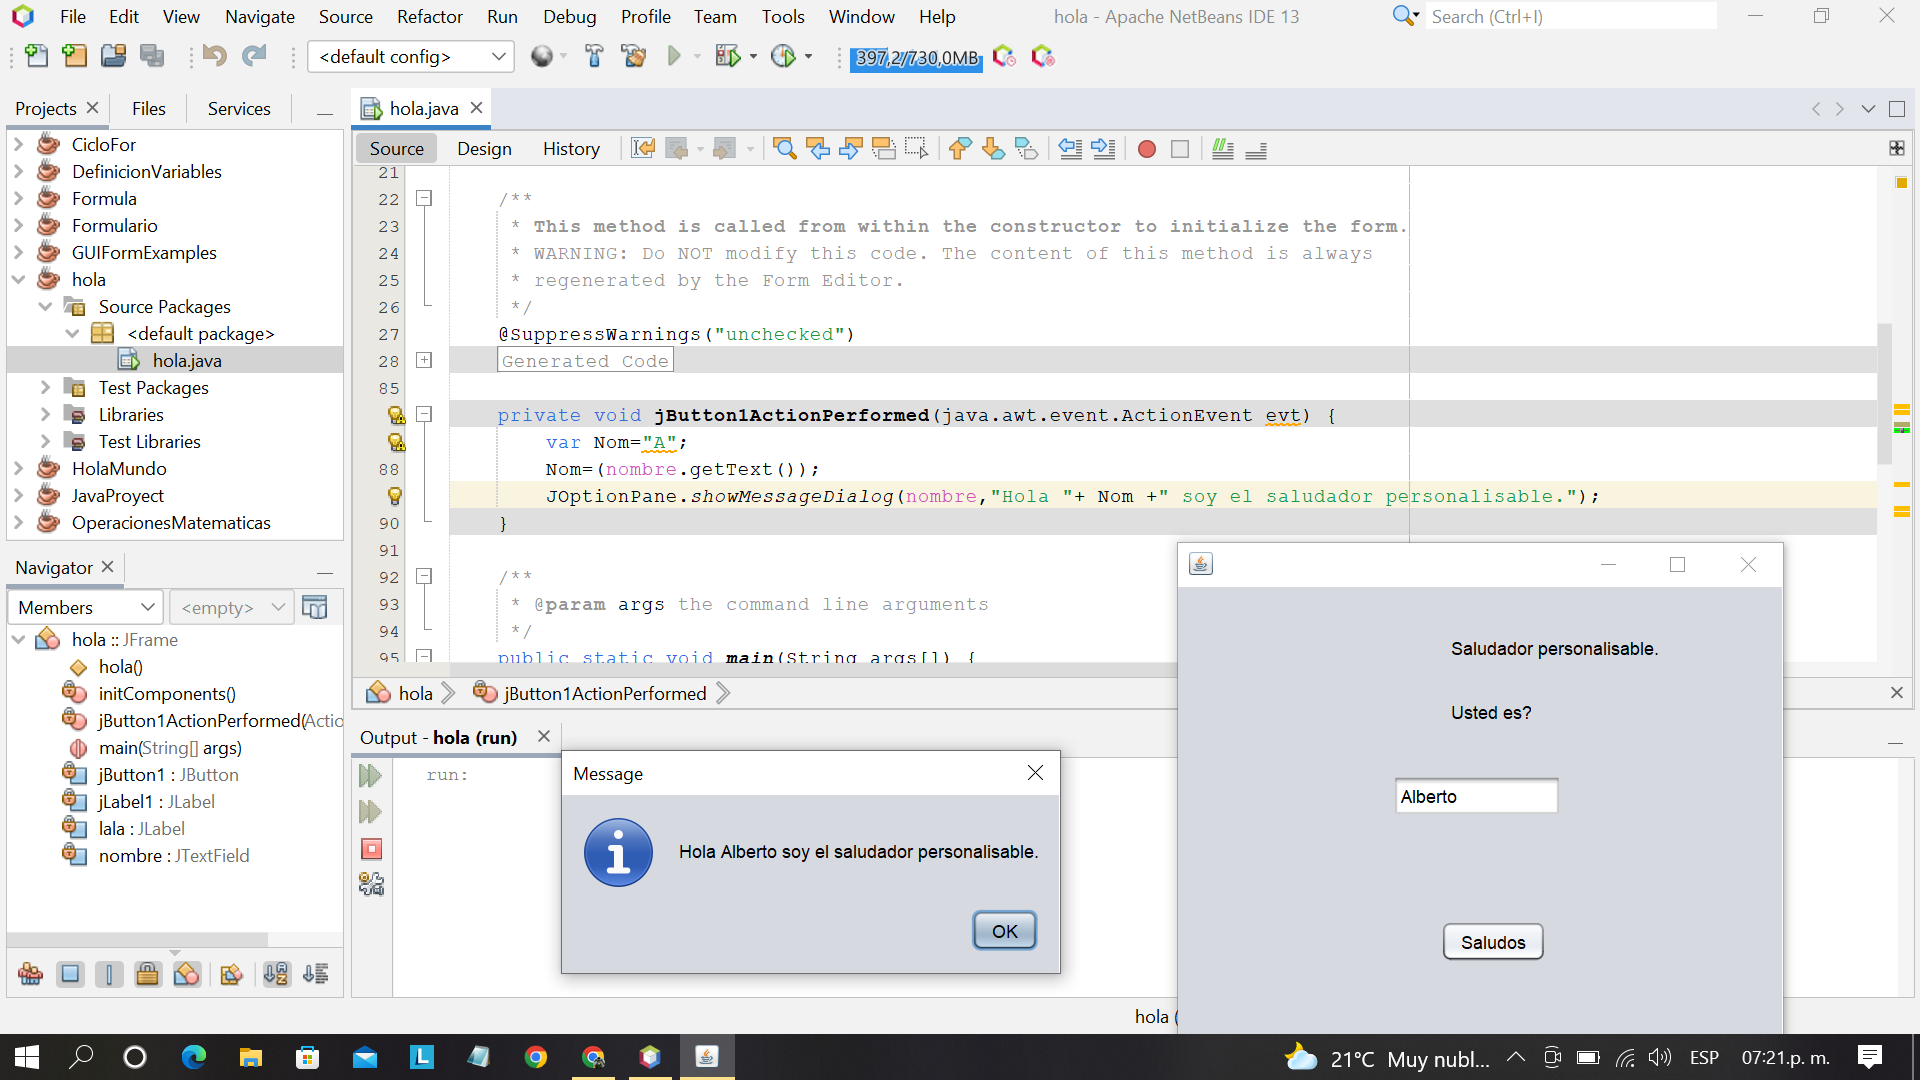 File Edit View Navigate Source Refactor Run Debug Profile Team Tools Window Help
hola - Apache NetBeans IDE 13
Search (Ctrl+I)
<default config>
397,2/730,0MB
Projects Files Services
CicloFor
DefinicionVariables
Formula
Formulario
GUIFormExamples
hola
Source Packages
<default package>
hola.java
Test Packages
Libraries
Test Libraries
HolaMundo
JavaProyect
OperacionesMatematicas
Navigator
Members <empty>
hola :: JFrame
hola()
initComponents()
jButton1ActionPerformed(Actio
main(String[] args)
jButton1 : JButton
jLabel1 : JLabel
lala : JLabel
nombre : JTextField
hola.java
Source Design History
21
22 /**
23 * This method is called from within the constructor to initialize the form.
24 * WARNING: Do NOT modify this code. The content of this method is always
25 * regenerated by the Form Editor.
26 */
27 @SuppressWarnings("unchecked")
28 Generated Code
85
private void jButton1ActionPerformed(java.awt.event.ActionEvent evt) {
var Nom="A";
88 Nom=(nombre.getText());
JOptionPane.showMessageDialog(nombre,"Hola "+ Nom +" soy el saludador personalisable.");
90 }
91
92 /**
93 * @param args the command line arguments
94 */
95 public static void main(String args[]) {
hola jButton1ActionPerformed
Output - hola (run)
run:
Message
Hola Alberto soy el saludador personalisable.
OK
Saludador personalisable.
Usted es?
Alberto
Saludos
hola (
21°C Muy nubl... ESP 07:21 p. m.